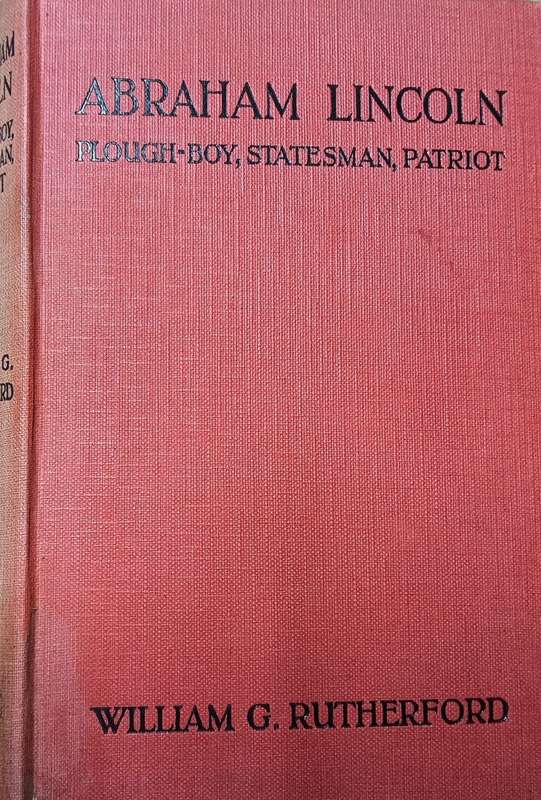 ABRAHAM LINCOLN
PLOUGH-BOY, STATESMAN, PATRIOT
WILLIAM G. RUTHERFORD